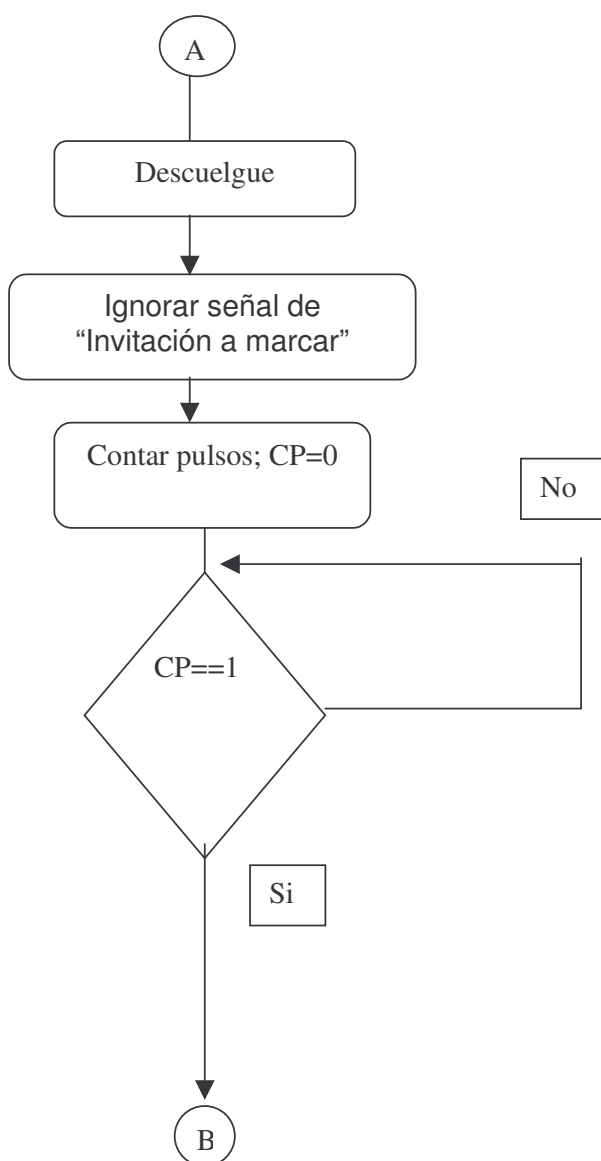 A
Descuelgue
Ignorar señal de
“Invitación a marcar”
Contar pulsos; CP=0
No
CP==1
Si
B